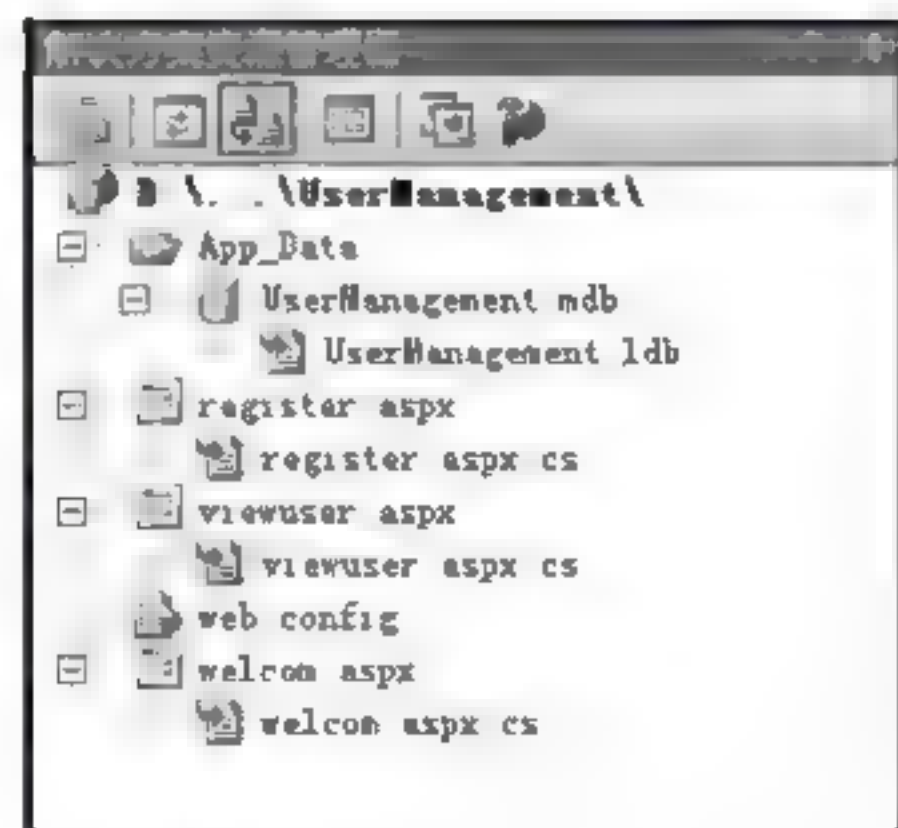 \. . \UserManagement\
App_Data
UserManagement mdb
UserManagement ldb
register aspx
register aspx cs
viewuser aspx
viewuser aspx cs
web config
welcom aspx
welcom aspx cs